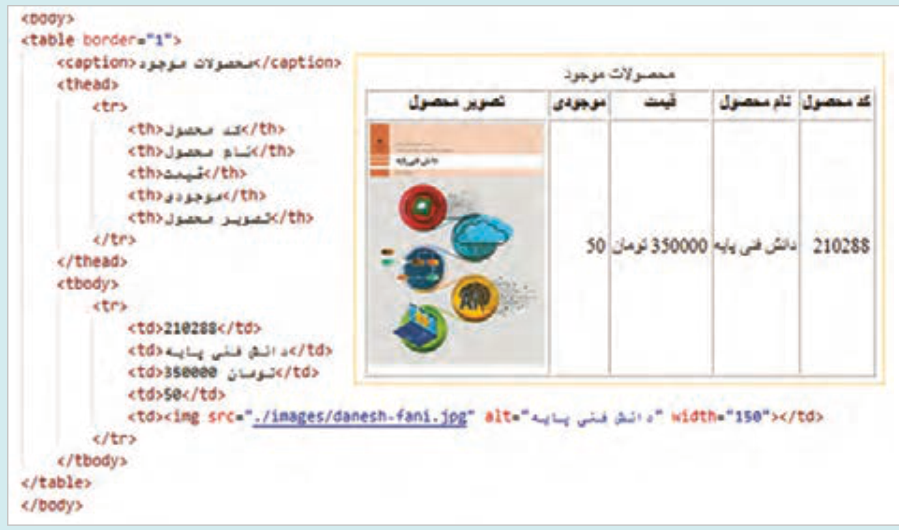 <body>
<table border="1">
<caption>محصولات موجود</caption>
<thead>
<tr>
<th>کد محصول</th>
<th>نام محصول</th>
<th>قیمت</th>
<th>موجودی</th>
<th>تصویر محصول</th>
</tr>
</thead>
<tbody>
<tr>
<td>210288</td>
<td>دانش فنی پایه</td>
<td>350000 تومان</td>
<td>50</td>
<td><img src="./images/danesh-fani.jpg" alt="دانش فنی پایه" width="150"></td>
</tr>
</tbody>
</table>
</body>
محصولات موجود
کد محصول نام محصول قیمت موجودی تصویر محصول
210288 دانش فنی پایه 350000 تومان 50
دانش فنی پایه